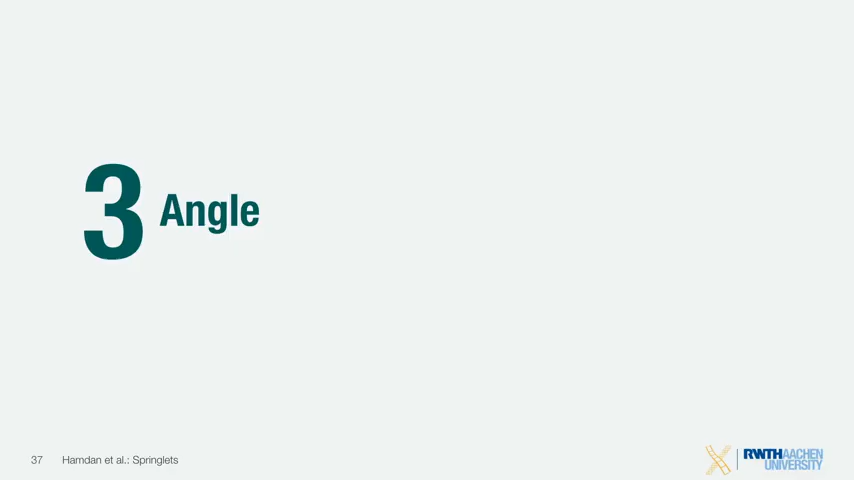 3 Angle
37 Hamdan et al.: Springlets
RWTHAACHEN
UNIVERSITY